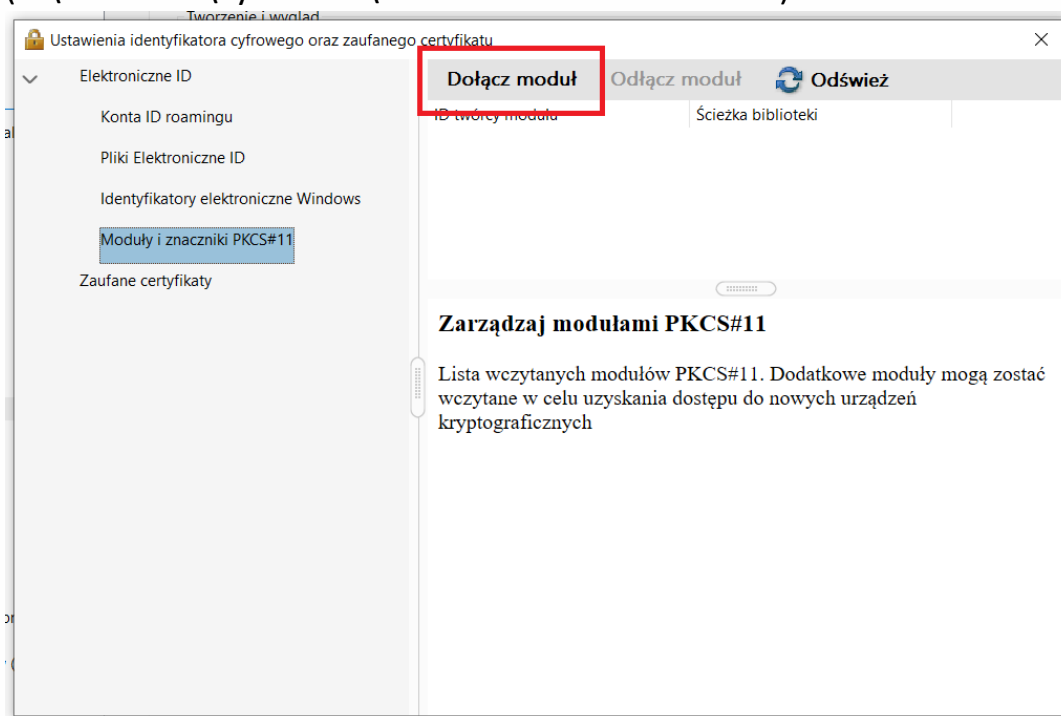 Tworzenie i wygląd
Ustawienia identyfikatora cyfrowego oraz zaufanego certyfikatu
Elektroniczne ID
Dołącz moduł Odłącz moduł Odśwież
Konta ID roamingu
ID twórcy modułu Ścieżka biblioteki
Pliki Elektroniczne ID
Identyfikatory elektroniczne Windows
Moduły i znaczniki PKCS#11
Zaufane certyfikaty
Zarządzaj modułami PKCS#11
Lista wczytanych modułów PKCS#11. Dodatkowe moduły mogą zostać
wczytane w celu uzyskania dostępu do nowych urządzeń
kryptograficznych